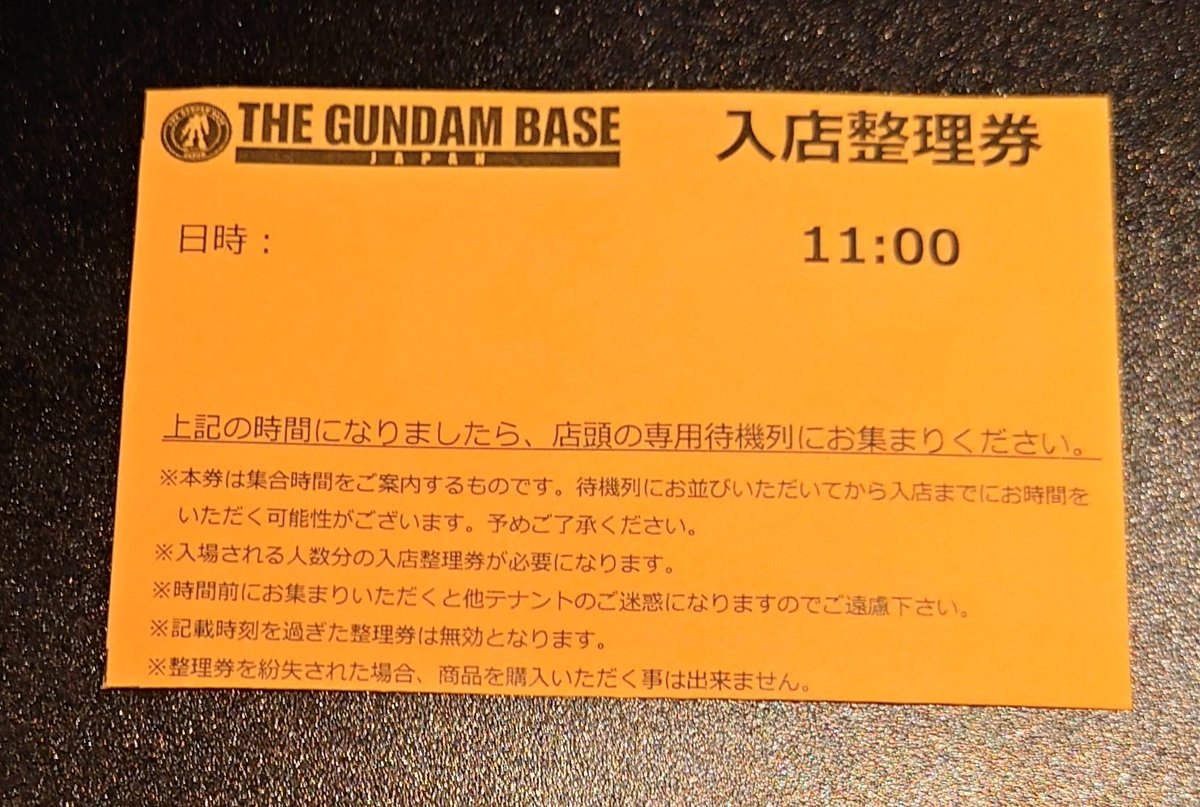 THE GUNDAM BASE
JAPAN
入店整理券
日時：
11:00
上記の時間になりましたら、店頭の専用待機列にお集まりください。
※本券は集合時間をご案内するものです。待機列にお並びいただいてから入店までにお時間を
いただく可能性がございます。予めご了承ください。
※入場される人数分の入店整理券が必要になります。
※時間前にお集まりいただくと他テナントのご迷惑になりますのでご遠慮下さい。
※記載時刻を過ぎた整理券は無効となります。
※整理券を紛失された場合、商品を購入いただく事は出来ません。